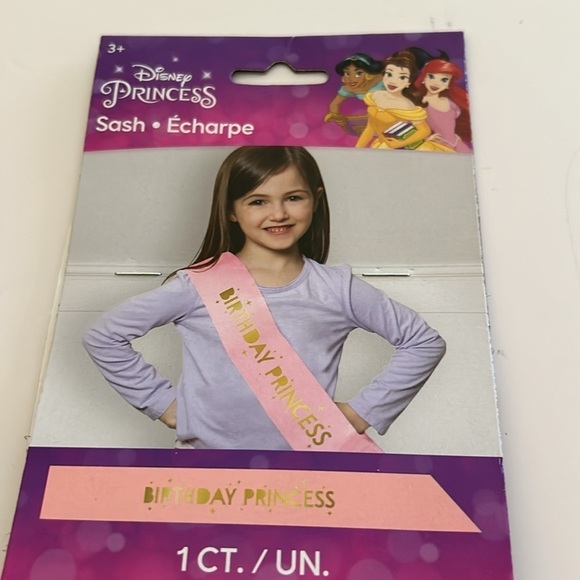 3+
Disney
PRINCESS
Sash • Écharpe
BIRTHDAY PRINCESS
BIRTHDAY PRINCESS
1 CT. / UN.